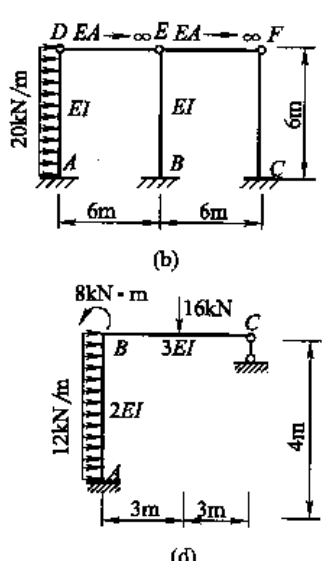 D EA→∞ E EA→∞ F
20kN/m
EI
EI
6m
A
B
C
6m
6m
(b)
8kN·m
16kN
B
3EI
C
12kN/m
2EI
4m
A
3m
3m
(d)